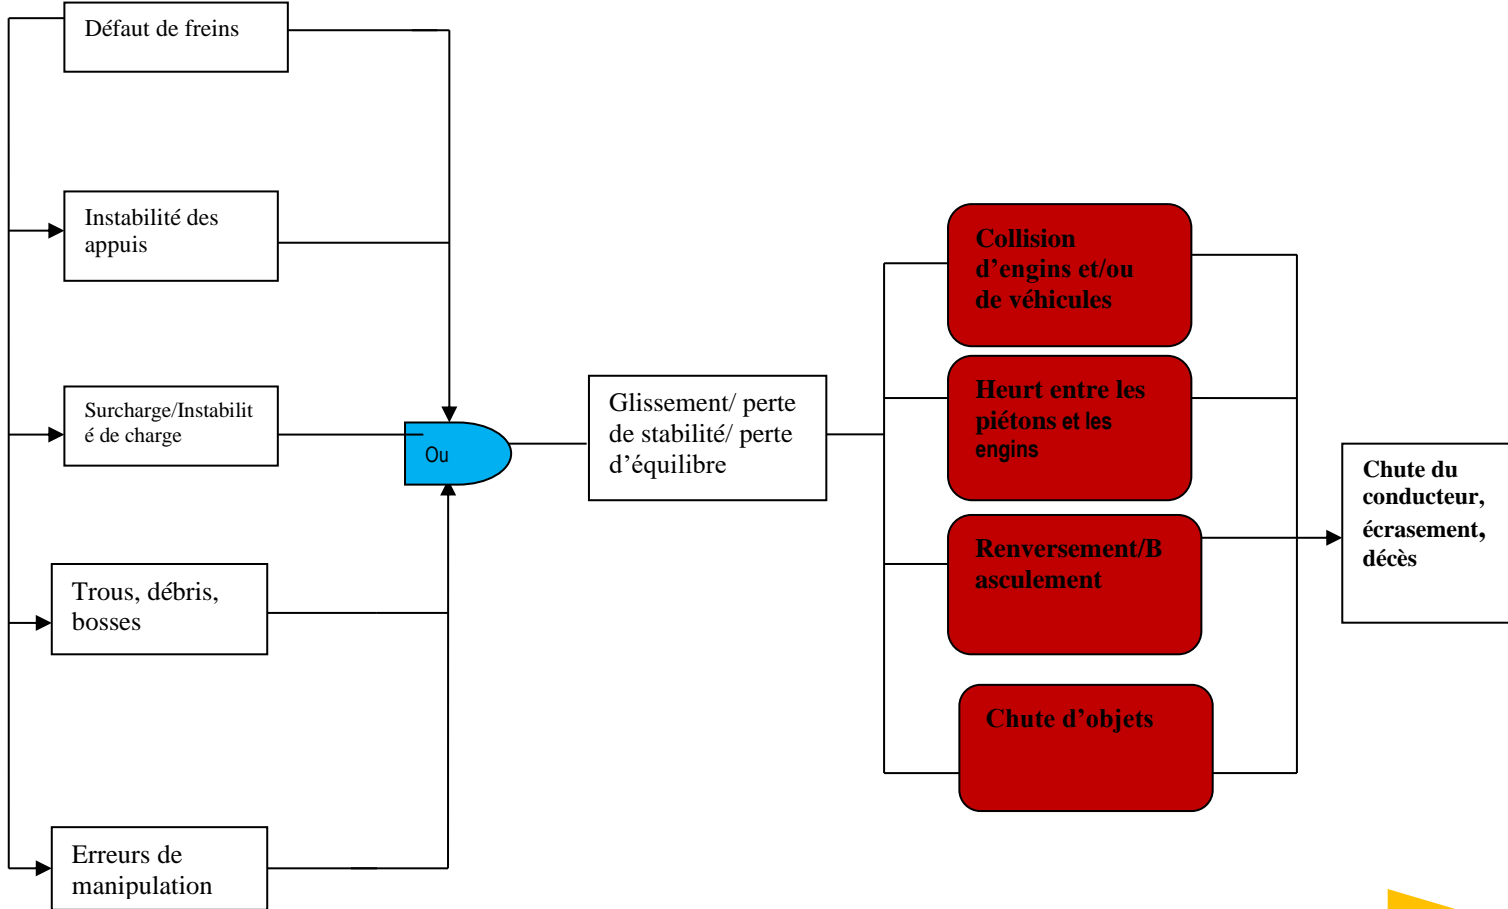 Défaut de freins
Instabilité des
appuis
Surcharge/Instabilit
é de charge
Trous, débris,
bosses
Erreurs de
manipulation
Ou
Glissement/ perte
de stabilité/ perte
d’équilibre
Collision
d’engins et/ou
de véhicules
Heurt entre les
piétons et les
engins
Renversement/B
asculement
Chute d’objets
Chute du
conducteur,
écrasement,
décès